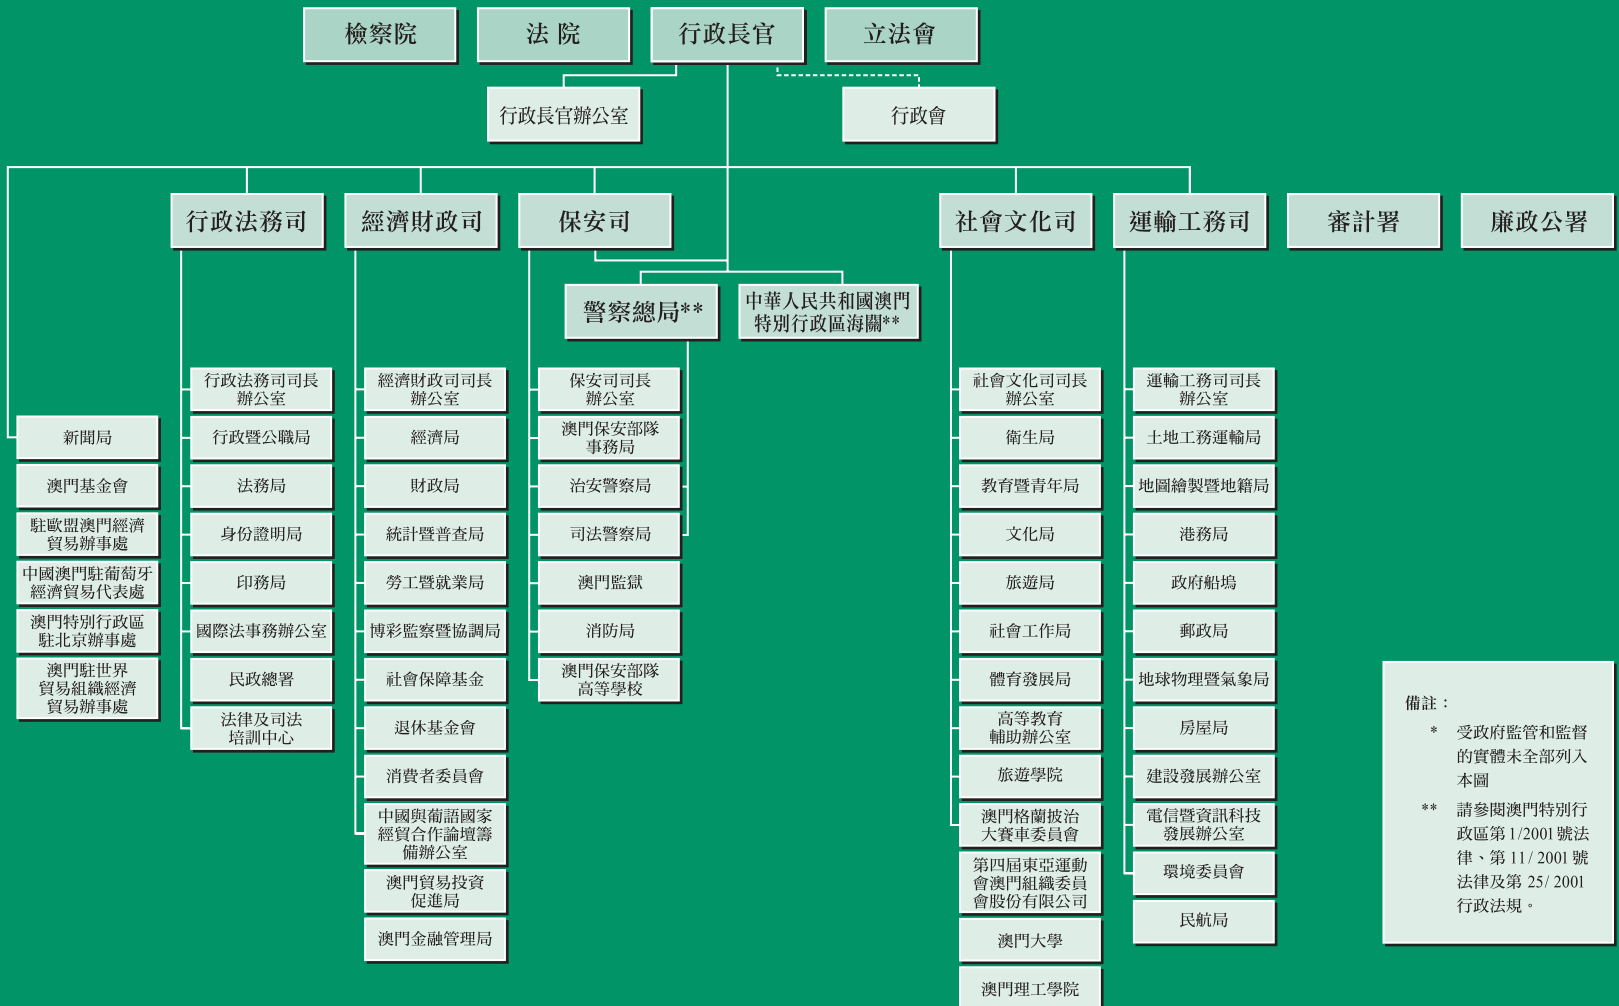 檢察院
法 院
行政長官
立法會
行政長官辦公室
行政會
行政法務司
經濟財政司
保安司
社會文化司
運輸工務司
審計署
廉政公署
警察總局**
中華人民共和國澳門
特別行政區海關**
新聞局
澳門基金會
駐歐盟澳門經濟
貿易辦事處
中國澳門駐葡萄牙
經濟貿易代表處
澳門特別行政區
駐北京辦事處
澳門駐世界
貿易組織經濟
貿易辦事處
行政法務司司長
辦公室
行政暨公職局
法務局
身份證明局
印務局
國際法事務辦公室
民政總署
法律及司法
培訓中心
經濟財政司司長
辦公室
經濟局
財政局
統計暨普查局
勞工暨就業局
博彩監察暨協調局
社會保障基金
退休基金會
消費者委員會
中國與葡語國家
經貿合作論壇籌
備辦公室
澳門貿易投資
促進局
澳門金融管理局
保安司司長
辦公室
澳門保安部隊
事務局
治安警察局
司法警察局
澳門監獄
消防局
澳門保安部隊
高等學校
社會文化司司長
辦公室
衛生局
教育暨青年局
文化局
旅遊局
社會工作局
體育發展局
高等教育
輔助辦公室
旅遊學院
澳門格蘭披治
大賽車委員會
第四屆東亞運動
會澳門組織委員
會股份有限公司
澳門大學
澳門理工學院
運輸工務司司長
辦公室
土地工務運輸局
地圖繪製暨地籍局
港務局
政府船塢
郵政局
地球物理暨氣象局
房屋局
建設發展辦公室
電信暨資訊科技
發展辦公室
環境委員會
民航局
備註：
* 受政府監管和監督
的實體未全部列入
本圖
** 請參閱澳門特別行
政區第 1/2001 號法
律、第 11/ 2001 號
法律及第 25/ 2001
行政法規。